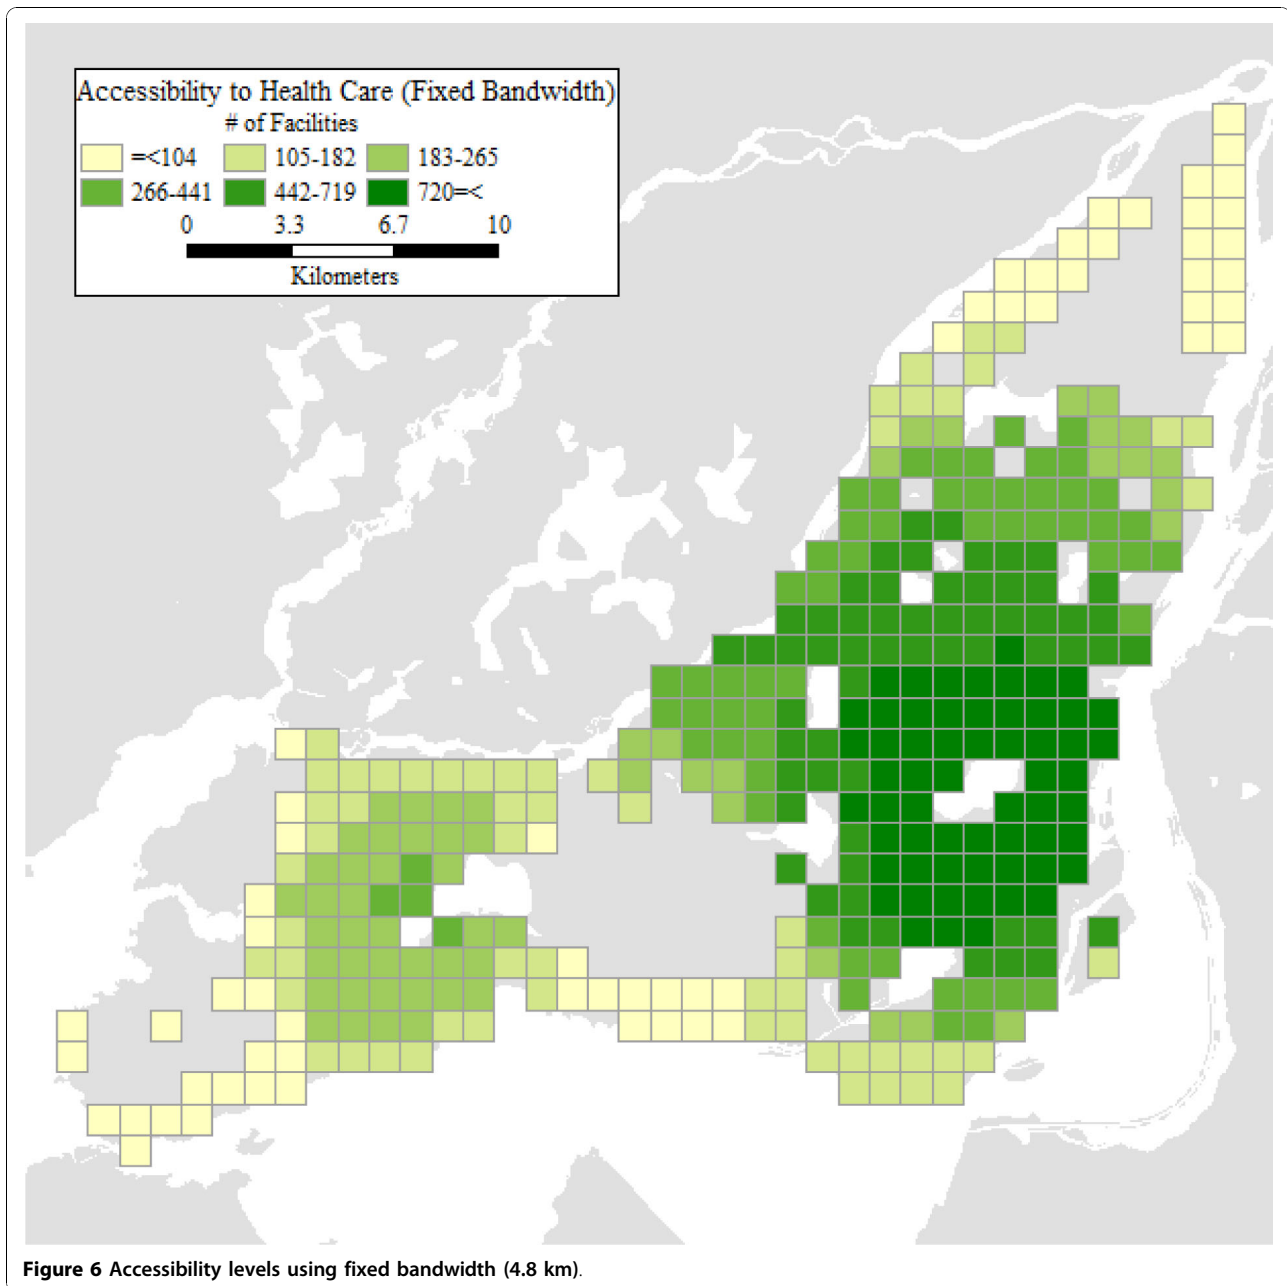 Accessibility to Health Care (Fixed Bandwidth)
# of Facilities
=<104 105-182 183-265
266-441 442-719 720=<
0 3.3 6.7 10
Kilometers
Figure 6 Accessibility levels using fixed bandwidth (4.8 km).